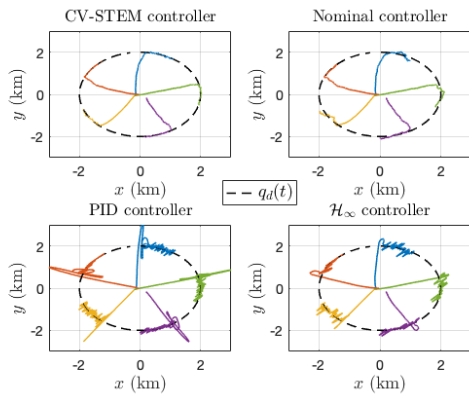 CV-STEM controller
Nominal controller
y (km)
2
0
-2
-2
0
2
x (km)
y (km)
2
0
-2
-2
0
2
x (km)
q_d(t)
PID controller
ℋ∞ controller
y (km)
2
0
-2
-2
0
2
x (km)
y (km)
2
0
-2
-2
0
2
x (km)